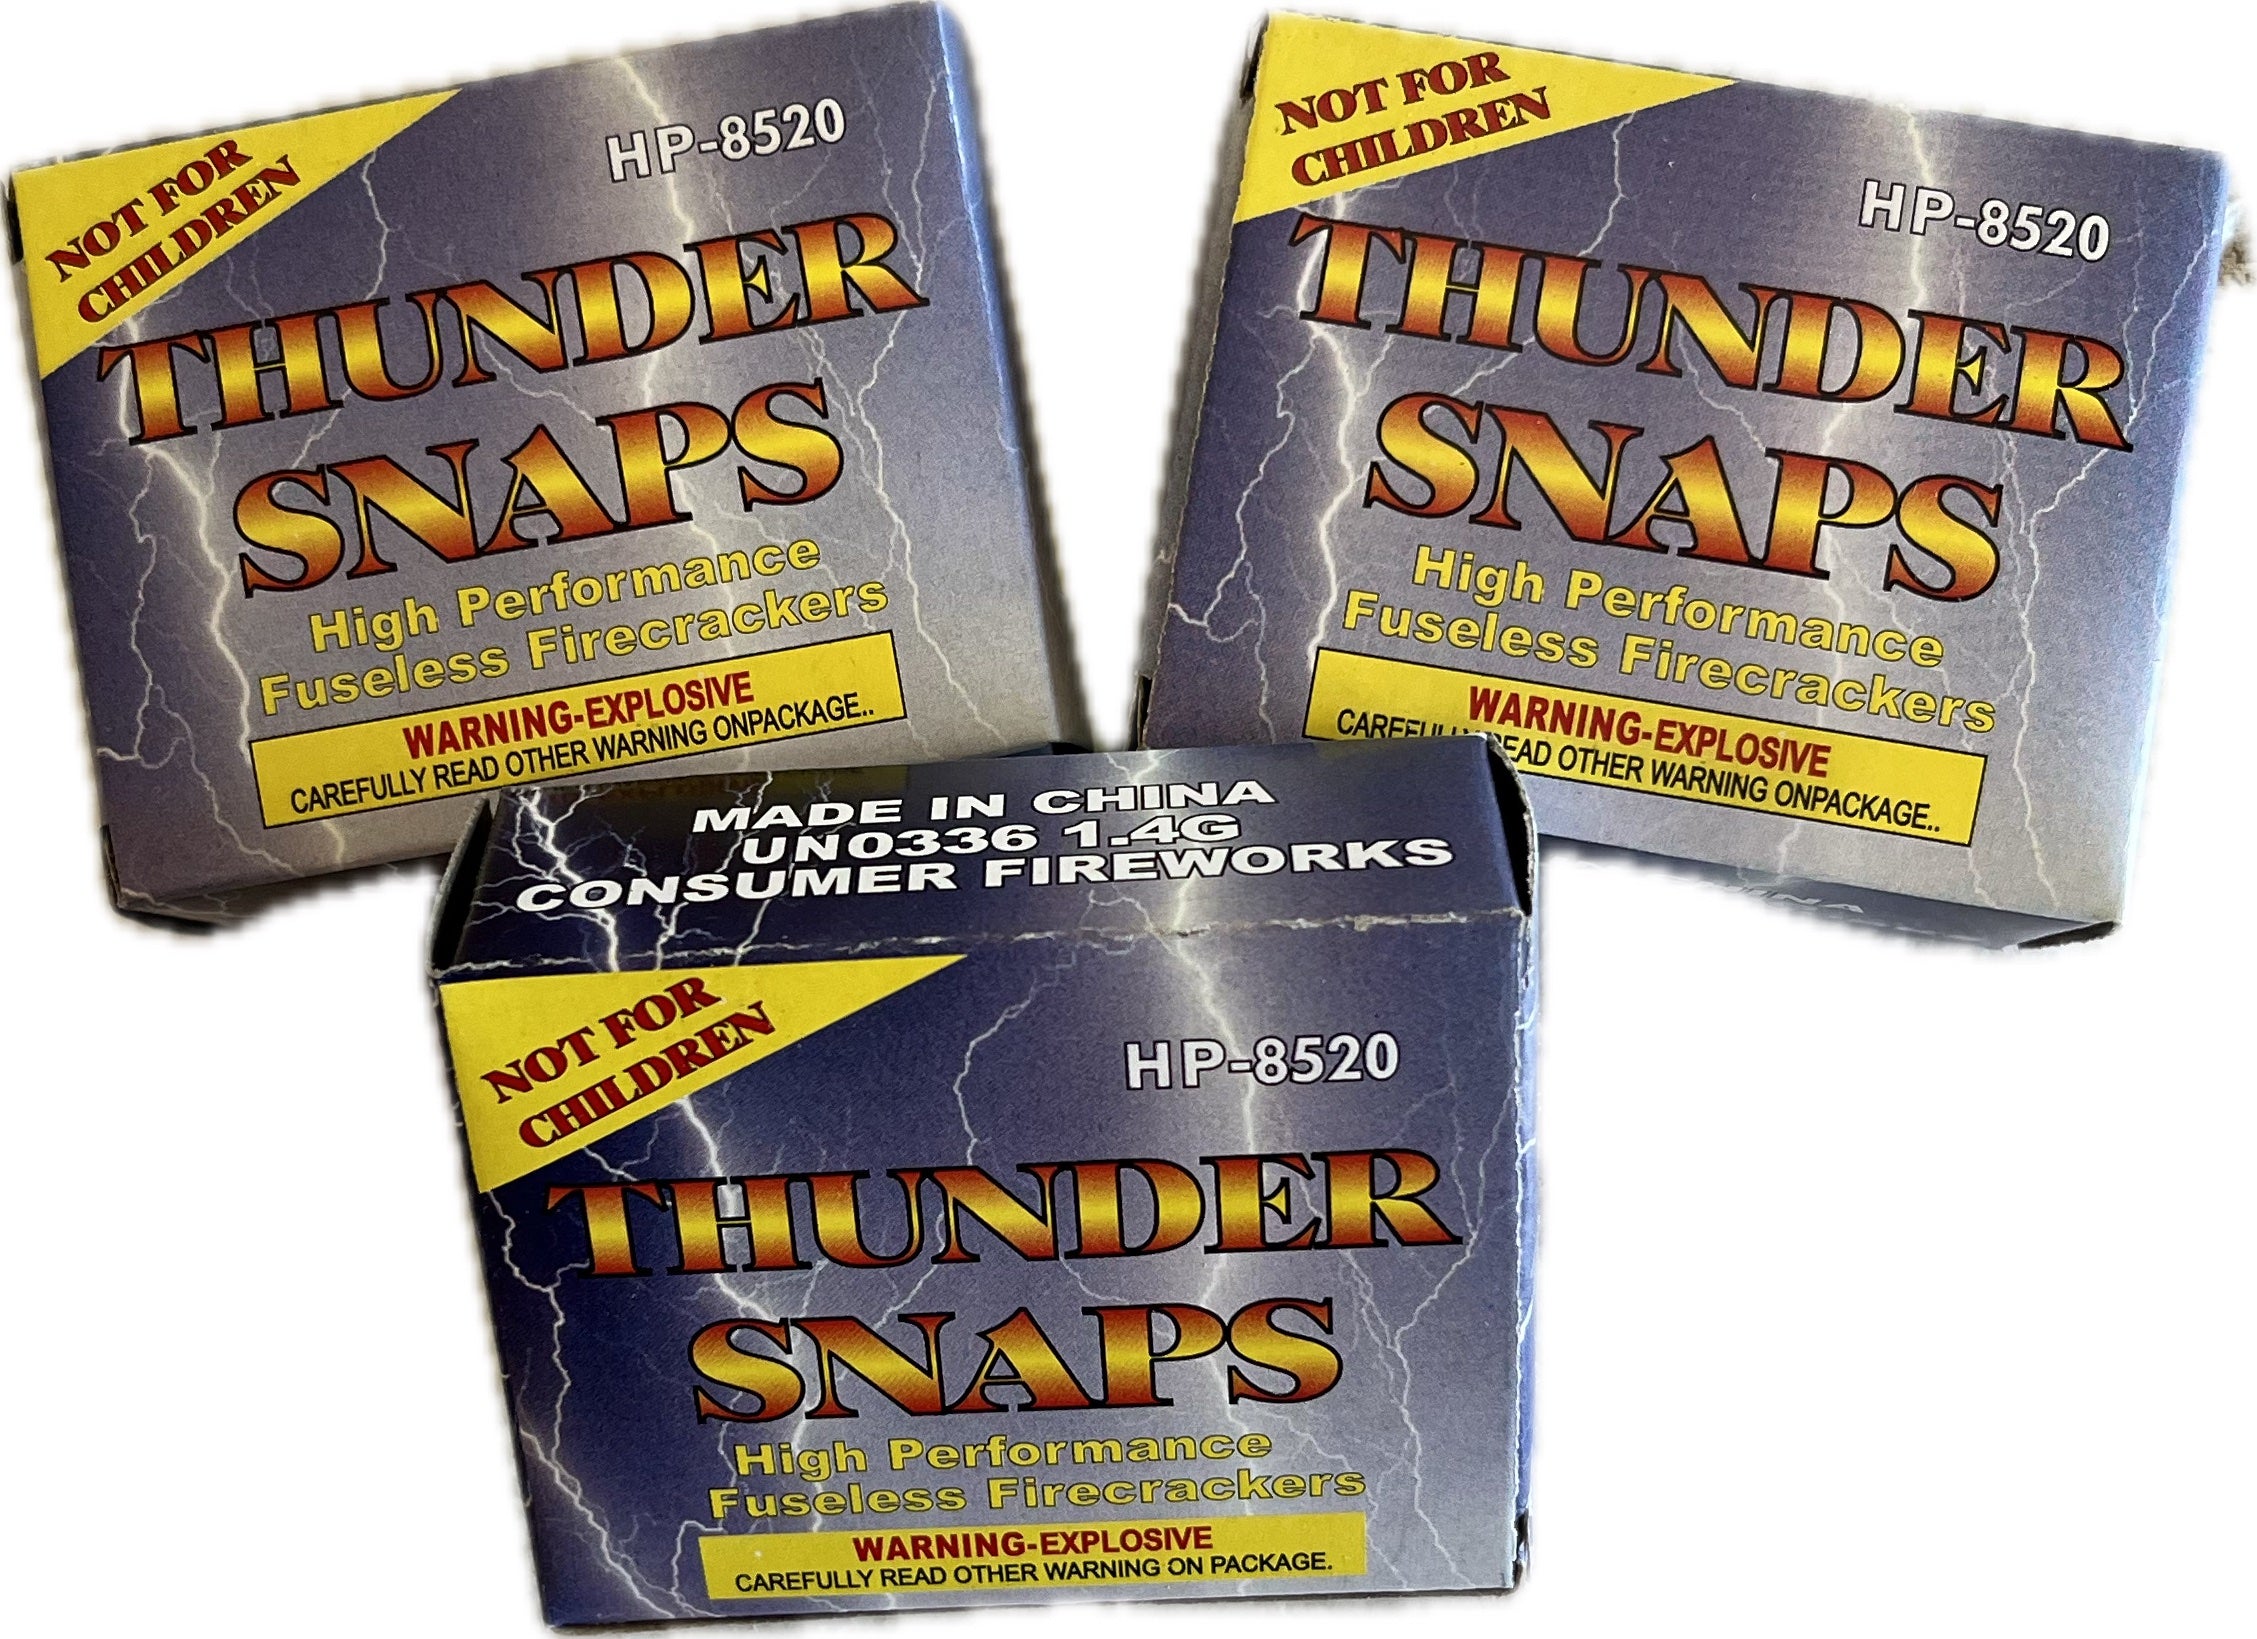 NOT FOR
CHILDREN
HP-8520
THUNDER
SNAPS
High Performance
Fuseless Firecrackers
WARNING-EXPLOSIVE
CAREFULLY READ OTHER WARNING ONPACKAGE..
NOT FOR
CHILDREN
HP-8520
THUNDER
SNAPS
High Performance
Fuseless Firecrackers
WARNING-EXPLOSIVE
CAREFULLY READ OTHER WARNING ONPACKAGE..
MADE IN CHINA
UN0336 1.4G
CONSUMER FIREWORKS
NOT FOR
CHILDREN
HP-8520
THUNDER
SNAPS
High Performance
Fuseless Firecrackers
WARNING-EXPLOSIVE
CAREFULLY READ OTHER WARNING ON PACKAGE.